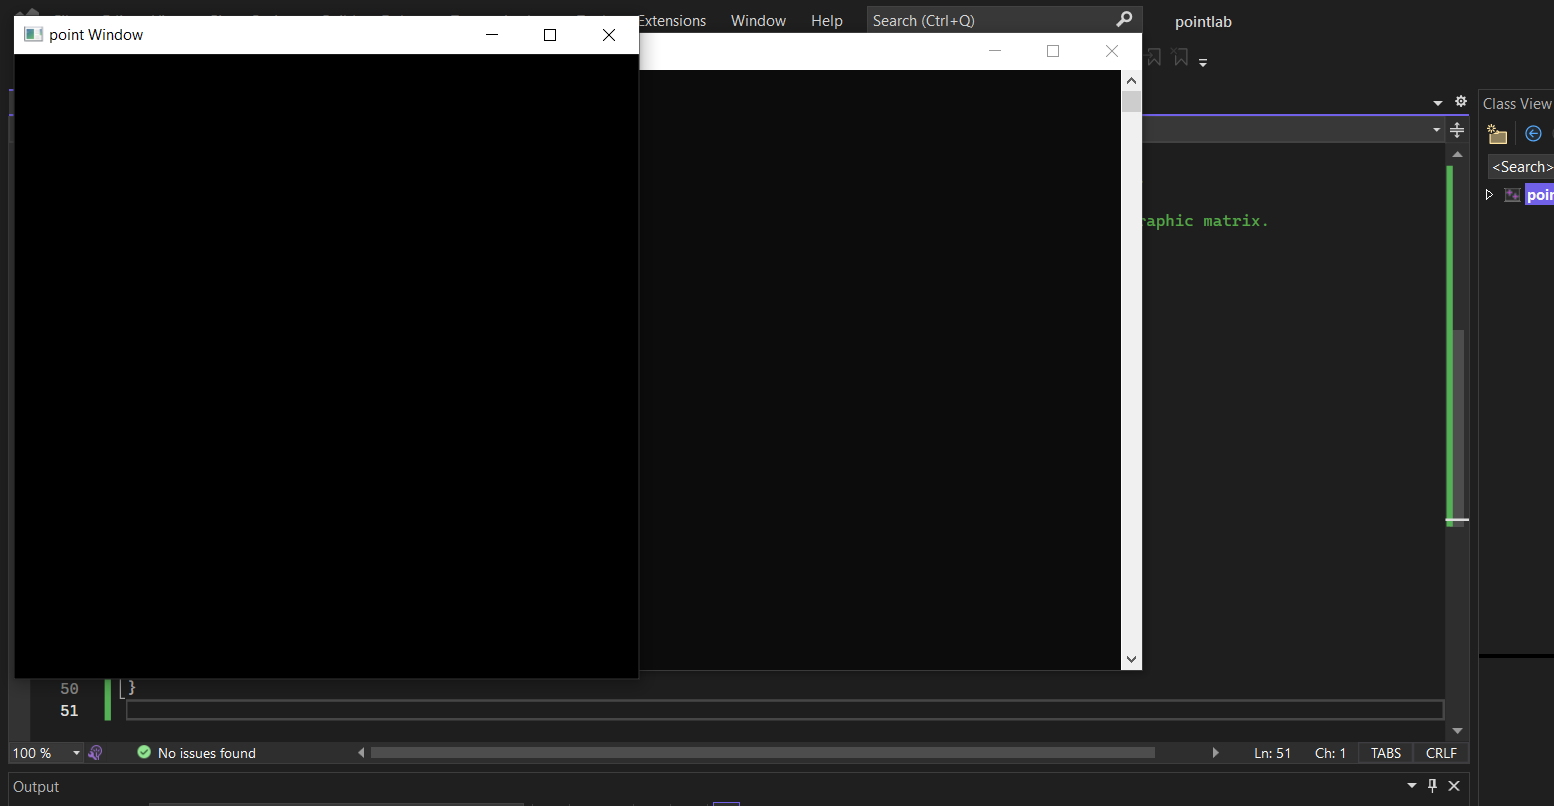 Extensions Window Help Search (Ctrl+Q) pointlab
point Window
Class View
<Search>
raphic matrix.
50 }
51
100 % No issues found Ln: 51 Ch: 1 TABS CRLF
Output